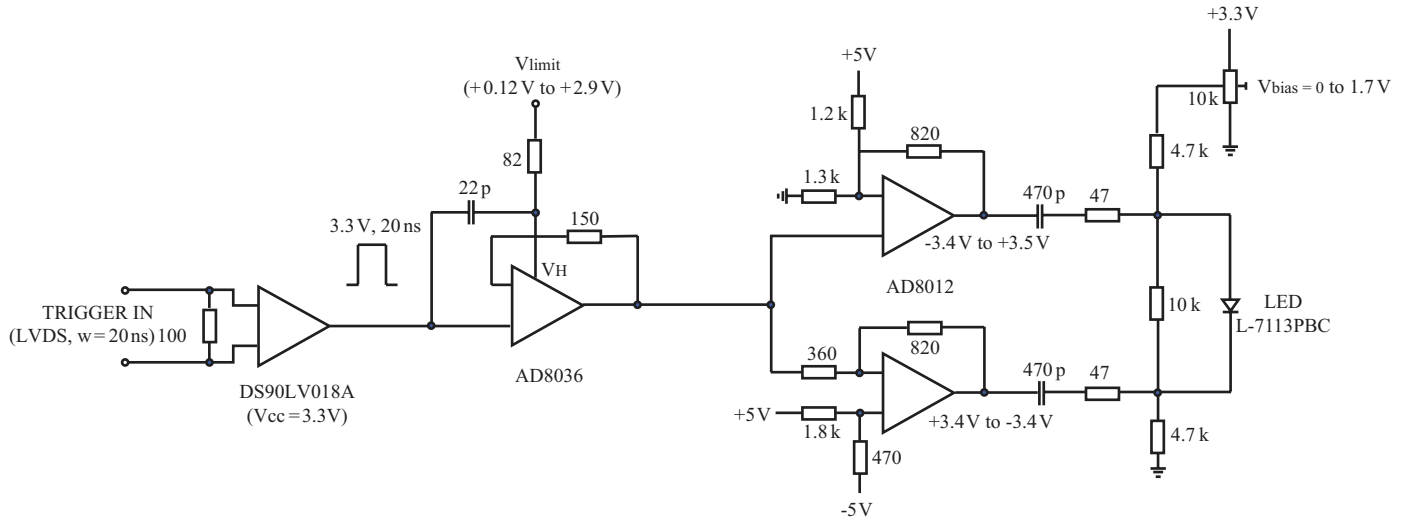 +3.3 V
Vlimit
(+0.12 V to +2.9 V)
+5V
10 k
Vbias = 0 to 1.7 V
1.2 k
820
4.7 k
82
22 p
1.3 k
470 p
47
3.3 V, 20 ns
150
-3.4 V to +3.5 V
VH
AD8012
TRIGGER IN
(LVDS, w = 20 ns)
100
10 k
LED
L-7113PBC
820
360
470 p
47
AD8036
DS90LV018A
(Vcc = 3.3V)
+5V
1.8 k
+3.4V to -3.4V
4.7 k
470
-5V